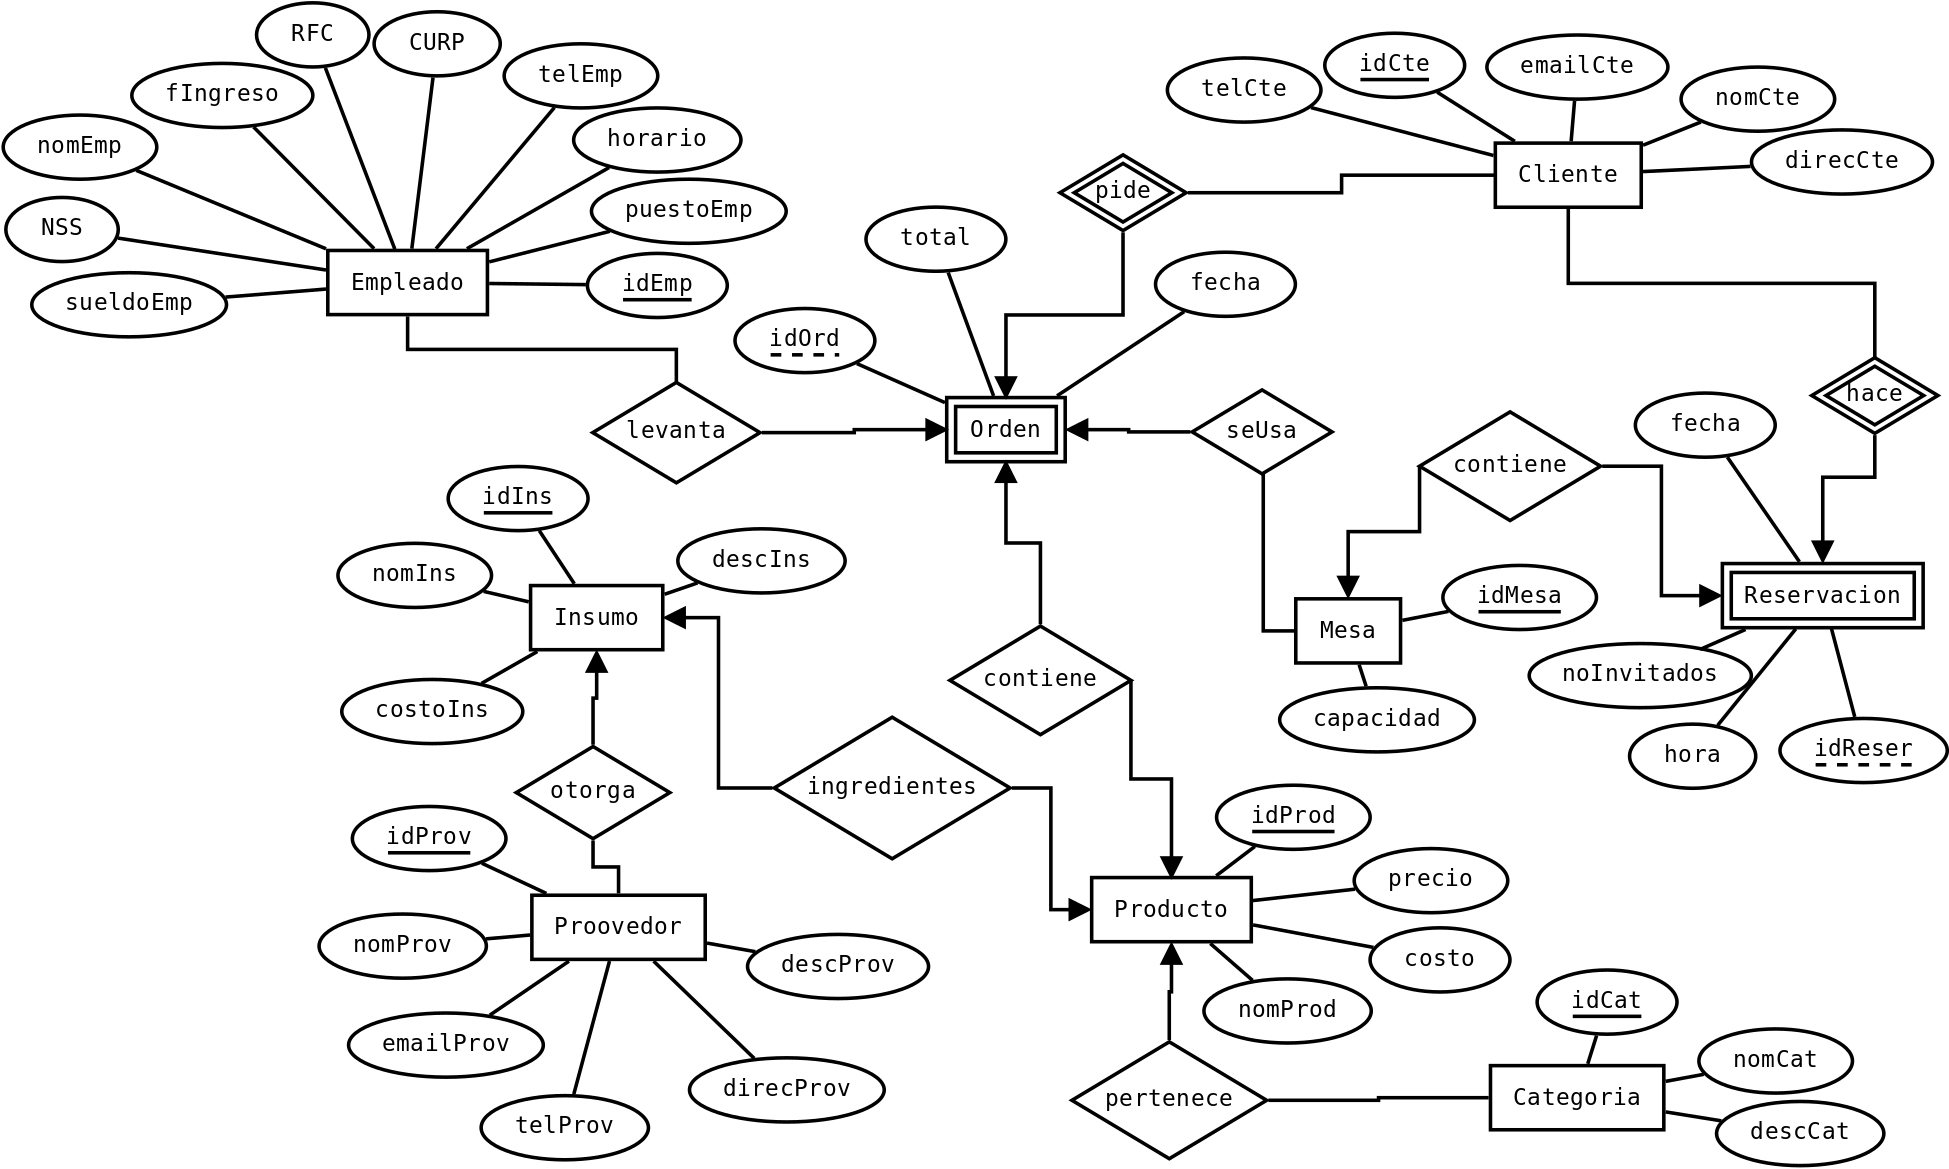 RFC
CURP
telEmp
fIngreso
horario
nomEmp
puestoEmp
NSS
Empleado
idEmp
sueldoEmp
telCte
idCte
emailCte
nomCte
direcCte
Cliente
pide
total
fecha
idOrd
levanta
Orden
seUsa
hace
fecha
contiene
Reservacion
idIns
nomIns
descIns
Insumo
costoIns
contiene
Mesa
idMesa
capacidad
noInvitados
hora
idReser
otorga
ingredientes
idProd
precio
Producto
costo
nomProd
idProv
nomProv
Proovedor
descProv
emailProv
direcProv
telProv
pertenece
idCat
nomCat
Categoria
descCat